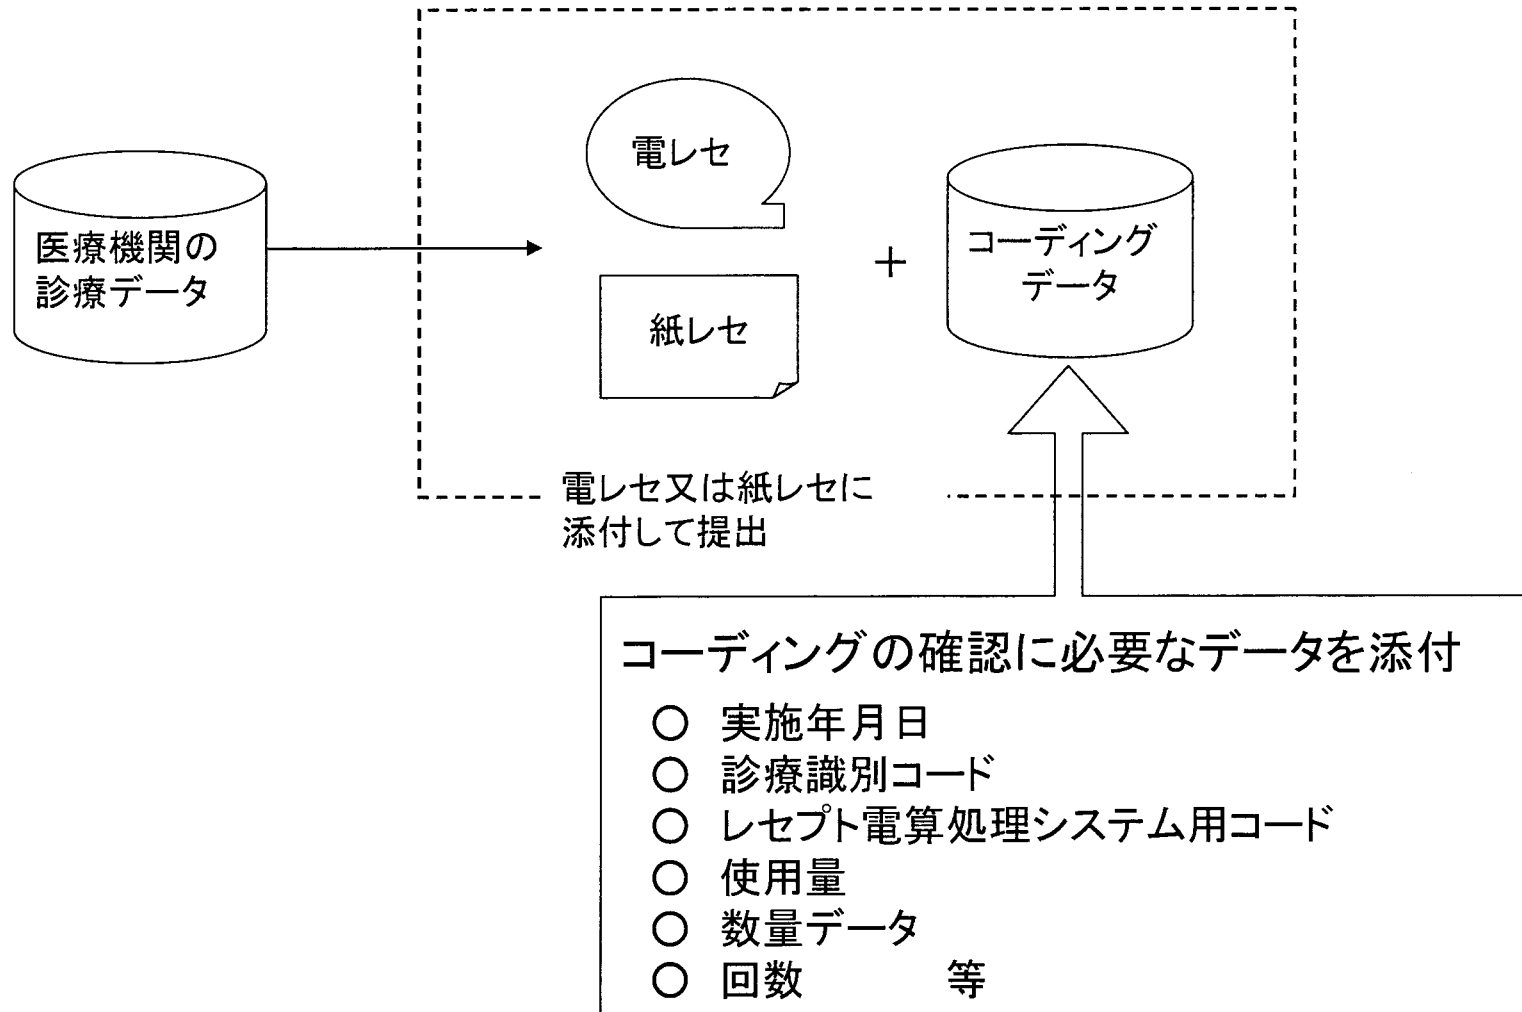 電レセ
医療機関の
診療データ
コーディング
データ
+
紙レセ
電レセ又は紙レセに
添付して提出
コーディングの確認に必要なデータを添付
○ 実施年月日
○ 診療識別コード
○ レセプト電算処理システム用コード
○ 使用量
○ 数量データ
○ 回数 等